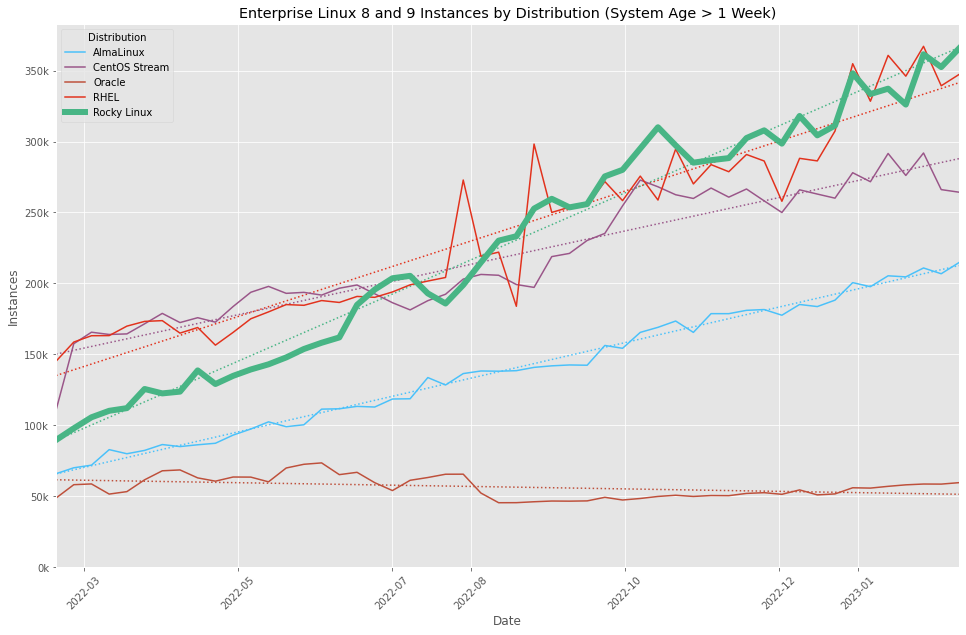 Enterprise Linux 8 and 9 Instances by Distribution (System Age > 1 Week)
Distribution
AlmaLinux
CentOS Stream
Oracle
RHEL
Rocky Linux
350k
300k
250k
200k
150k
100k
50k
0k
Instances
2022-03
2022-05
2022-07
2022-08
2022-10
2022-12
2023-01
Date